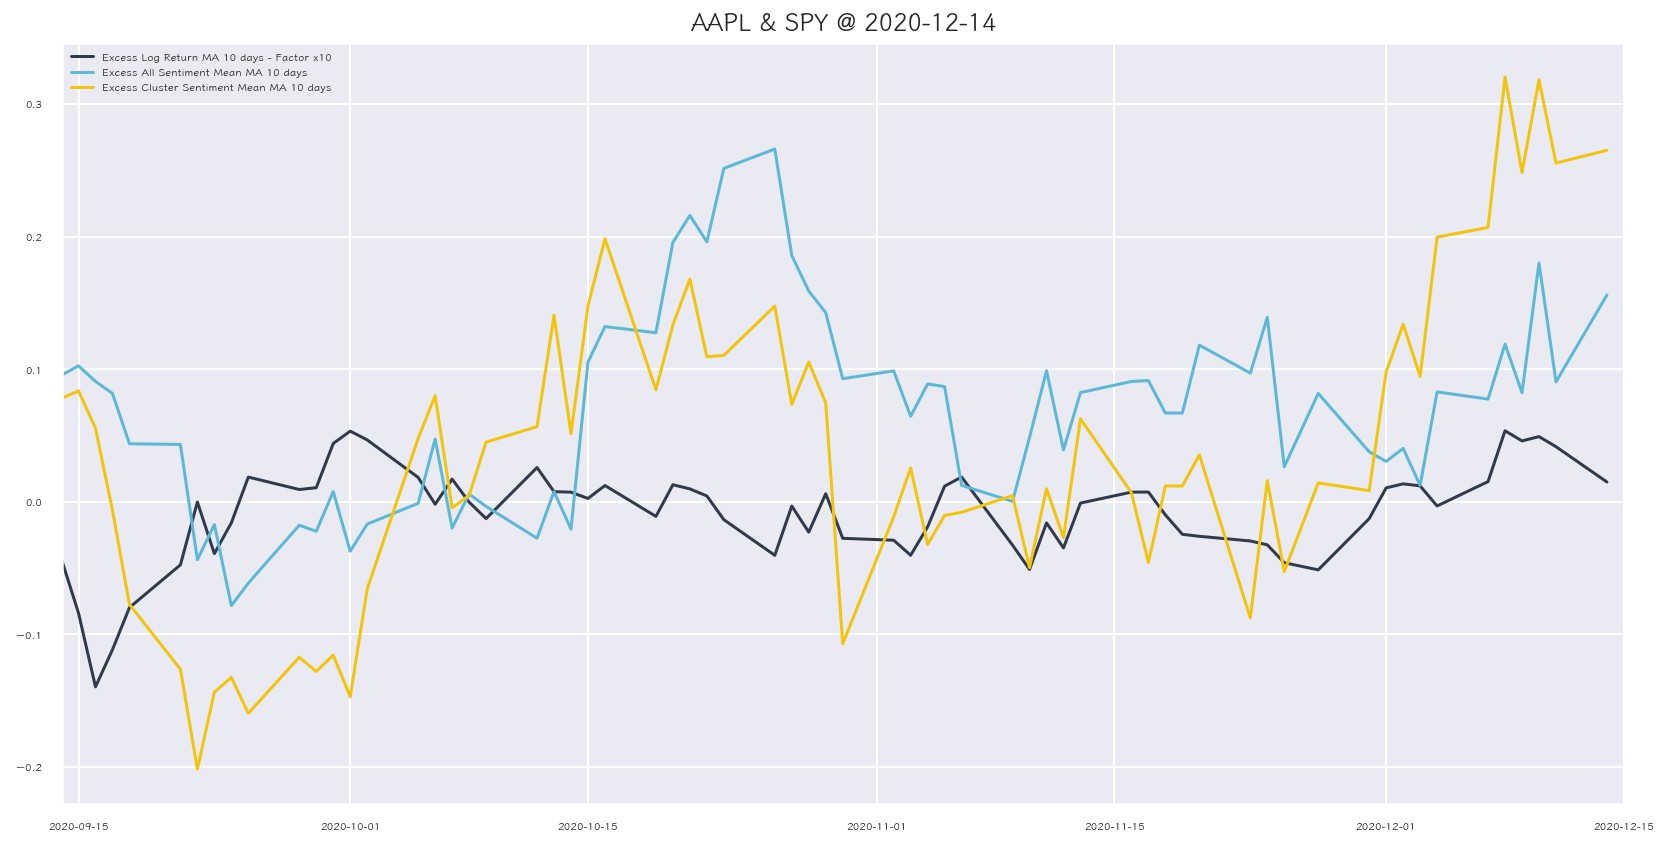 AAPL & SPY @ 2020-12-14
Excess Log Return MA 10 days - Factor x10
Excess All Sentiment Mean MA 10 days
Excess Cluster Sentiment Mean MA 10 days
0.3
0.2
0.1
0.0
−0.1
−0.2
2020-09-15 2020-10-01 2020-10-15 2020-11-01 2020-11-15 2020-12-01 2020-12-15